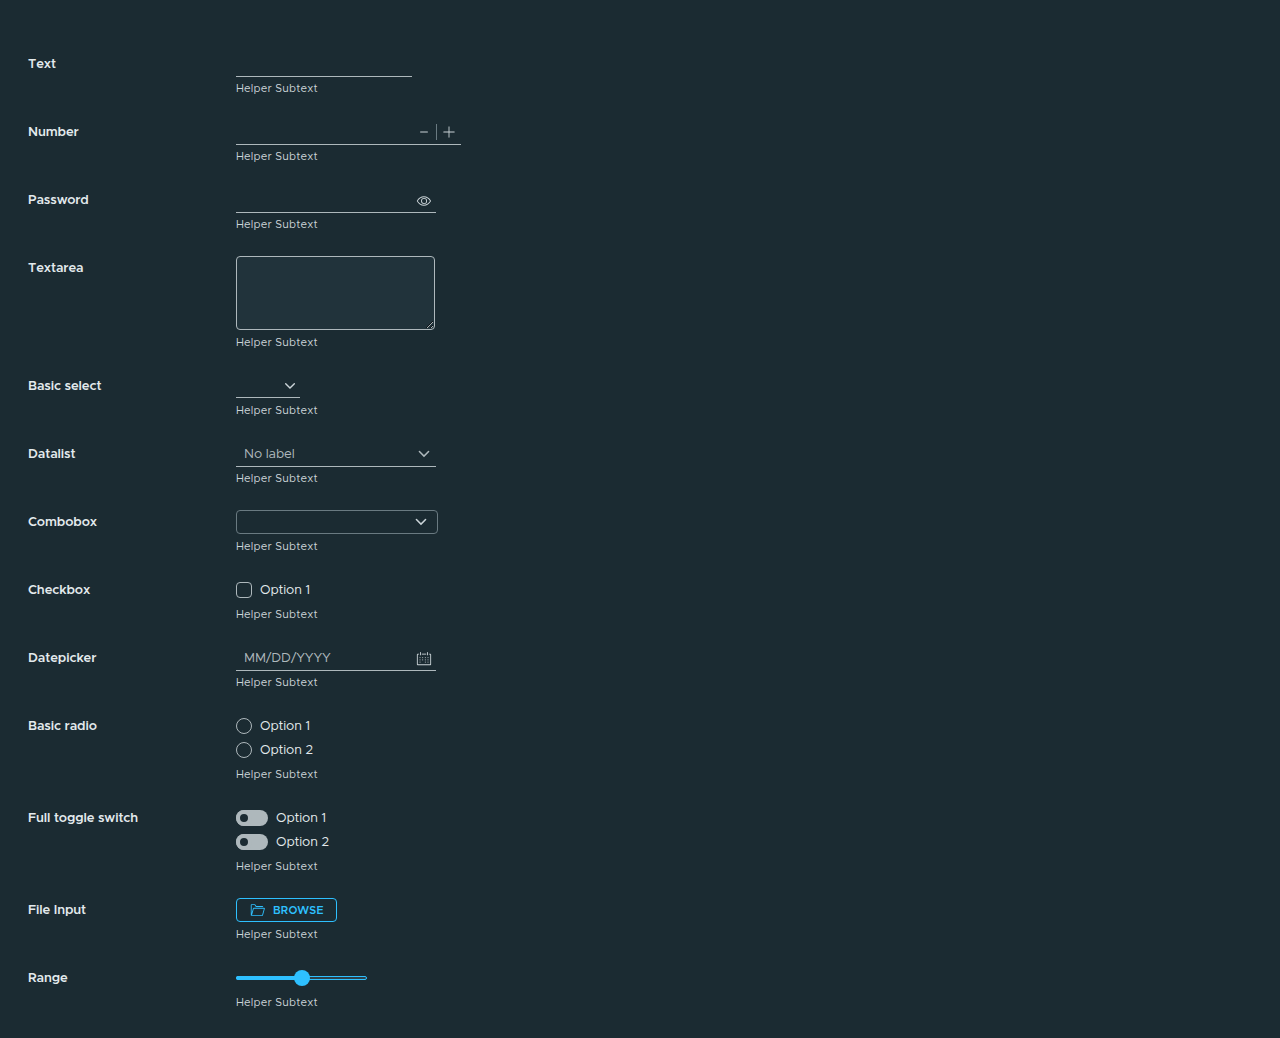 Text
Helper Subtext
Number
Helper Subtext
Password
Helper Subtext
Textarea
Helper Subtext
Basic select
Helper Subtext
Datalist No label
Helper Subtext
Combobox
Helper Subtext
Checkbox Option 1
Helper Subtext
Datepicker MM/DD/YYYY
Helper Subtext
Basic radio Option 1
Option 2
Helper Subtext
Full toggle switch Option 1
Option 2
Helper Subtext
File Input BROWSE
Helper Subtext
Range
Helper Subtext